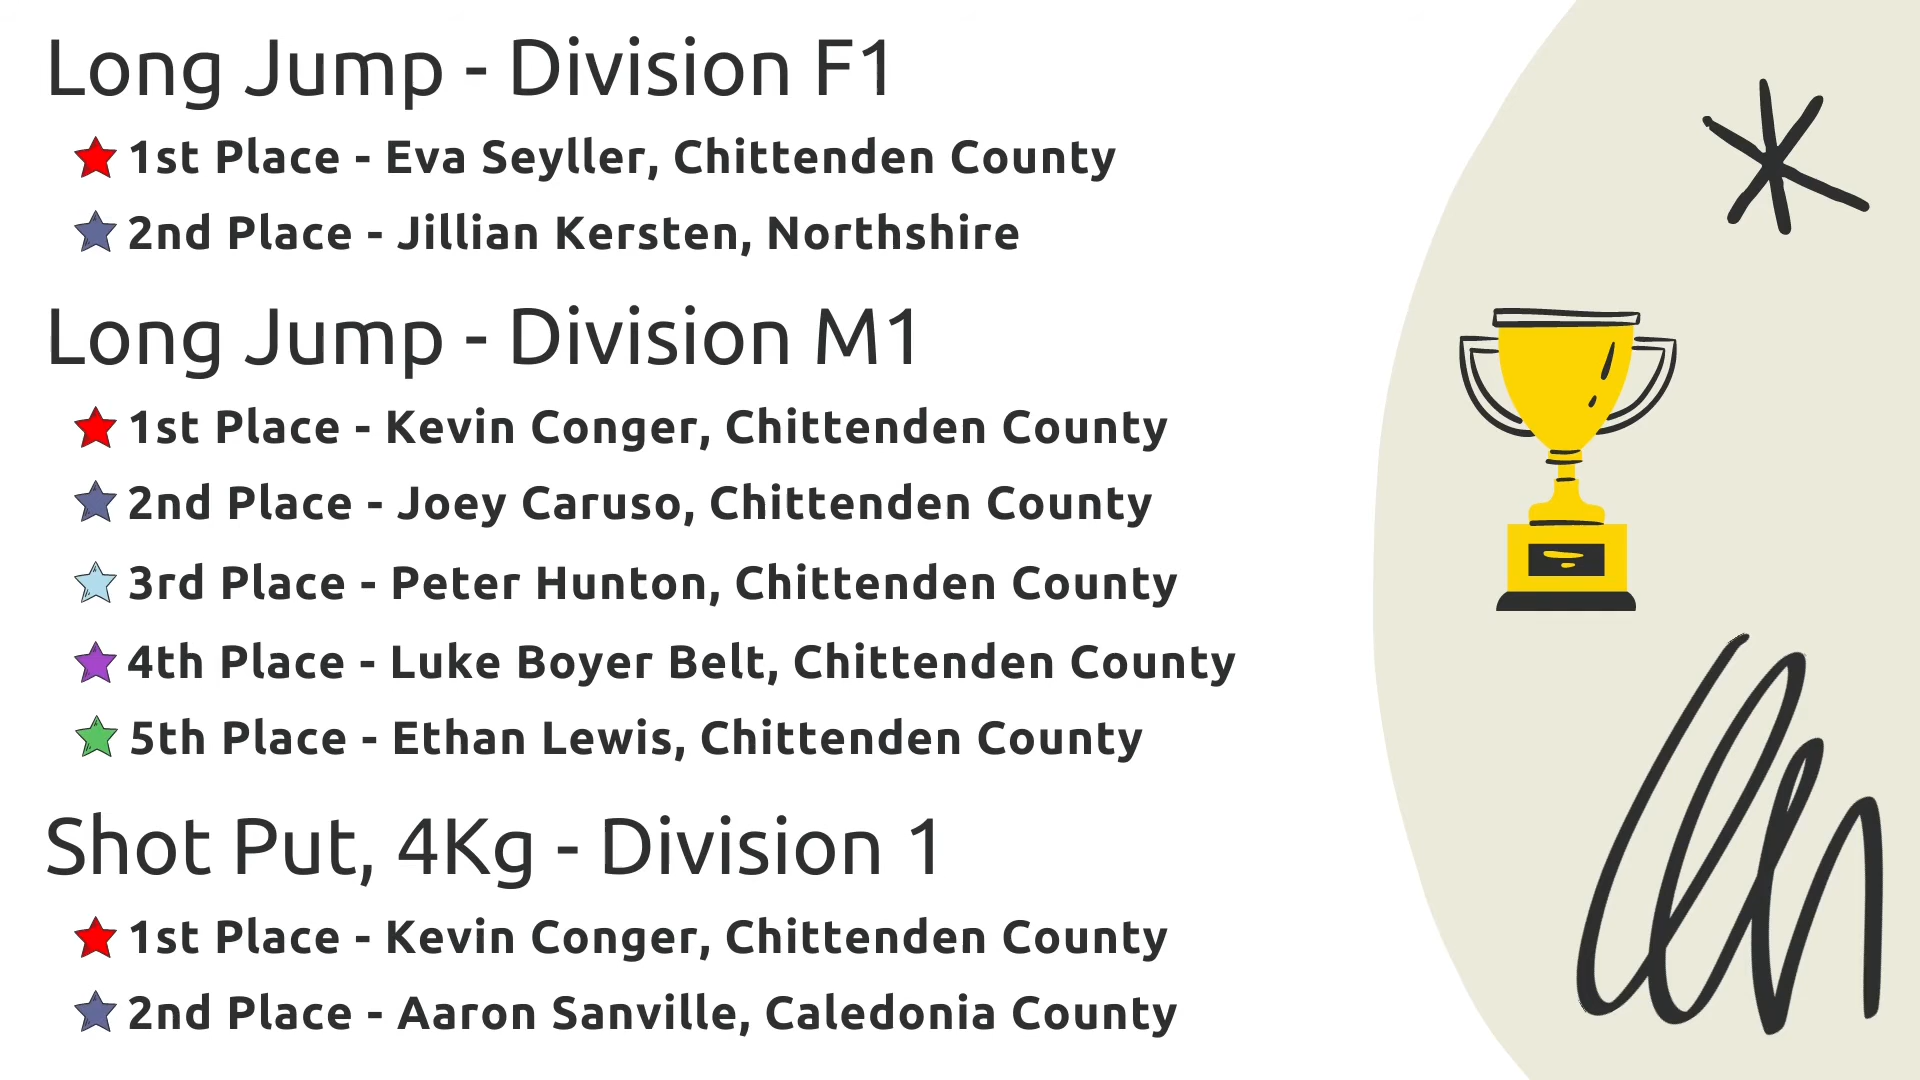 Long Jump - Division F1
1st Place - Eva Seyller, Chittenden County
2nd Place - Jillian Kersten, Northshire
Long Jump - Division M1
1st Place - Kevin Conger, Chittenden County
2nd Place - Joey Caruso, Chittenden County
3rd Place - Peter Hunton, Chittenden County
4th Place - Luke Boyer Belt, Chittenden County
5th Place - Ethan Lewis, Chittenden County
Shot Put, 4Kg - Division 1
1st Place - Kevin Conger, Chittenden County
2nd Place - Aaron Sanville, Caledonia County